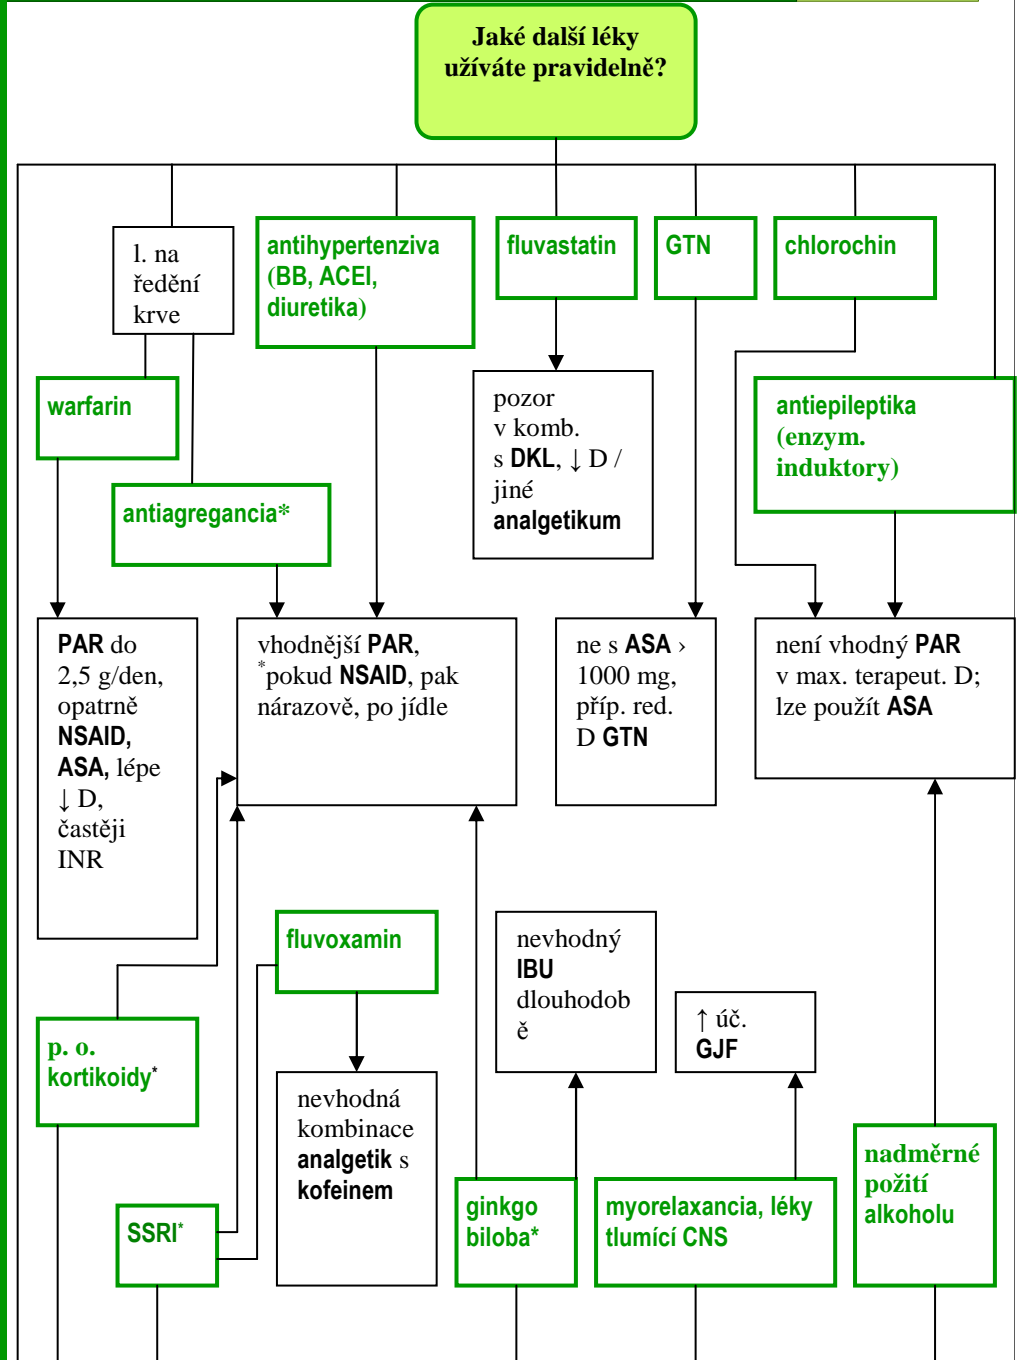 Jaké další léky
užíváte pravidelně?
l. na
ředění
krve
antihypertenziva
(BB, ACEI,
diuretika)
fluvastatin
GTN
chlorochin
warfarin
antiagregancia*
pozor
v komb.
s DKL, ↓ D /
jiné
analgetikum
antiepileptika
(enzym.
induktory)
PAR do
2,5 g/den,
opatrně
NSAID,
ASA, lépe
↓ D,
častěji
INR
vhodnější PAR,
*pokud NSAID, pak
nárazově, po jídle
ne s ASA ›
1000 mg,
příp. red.
D GTN
není vhodný PAR
v max. terapeut. D;
lze použít ASA
fluvoxamin
nevhodný
IBU
dlouhodob
ě
↑ úč.
GJF
p. o.
kortikoidy*
nevhodná
kombinace
analgetik s
kofeinem
SSRI*
ginkgo
biloba*
myorelaxancia, léky
tlumící CNS
nadměrné
požití
alkoholu